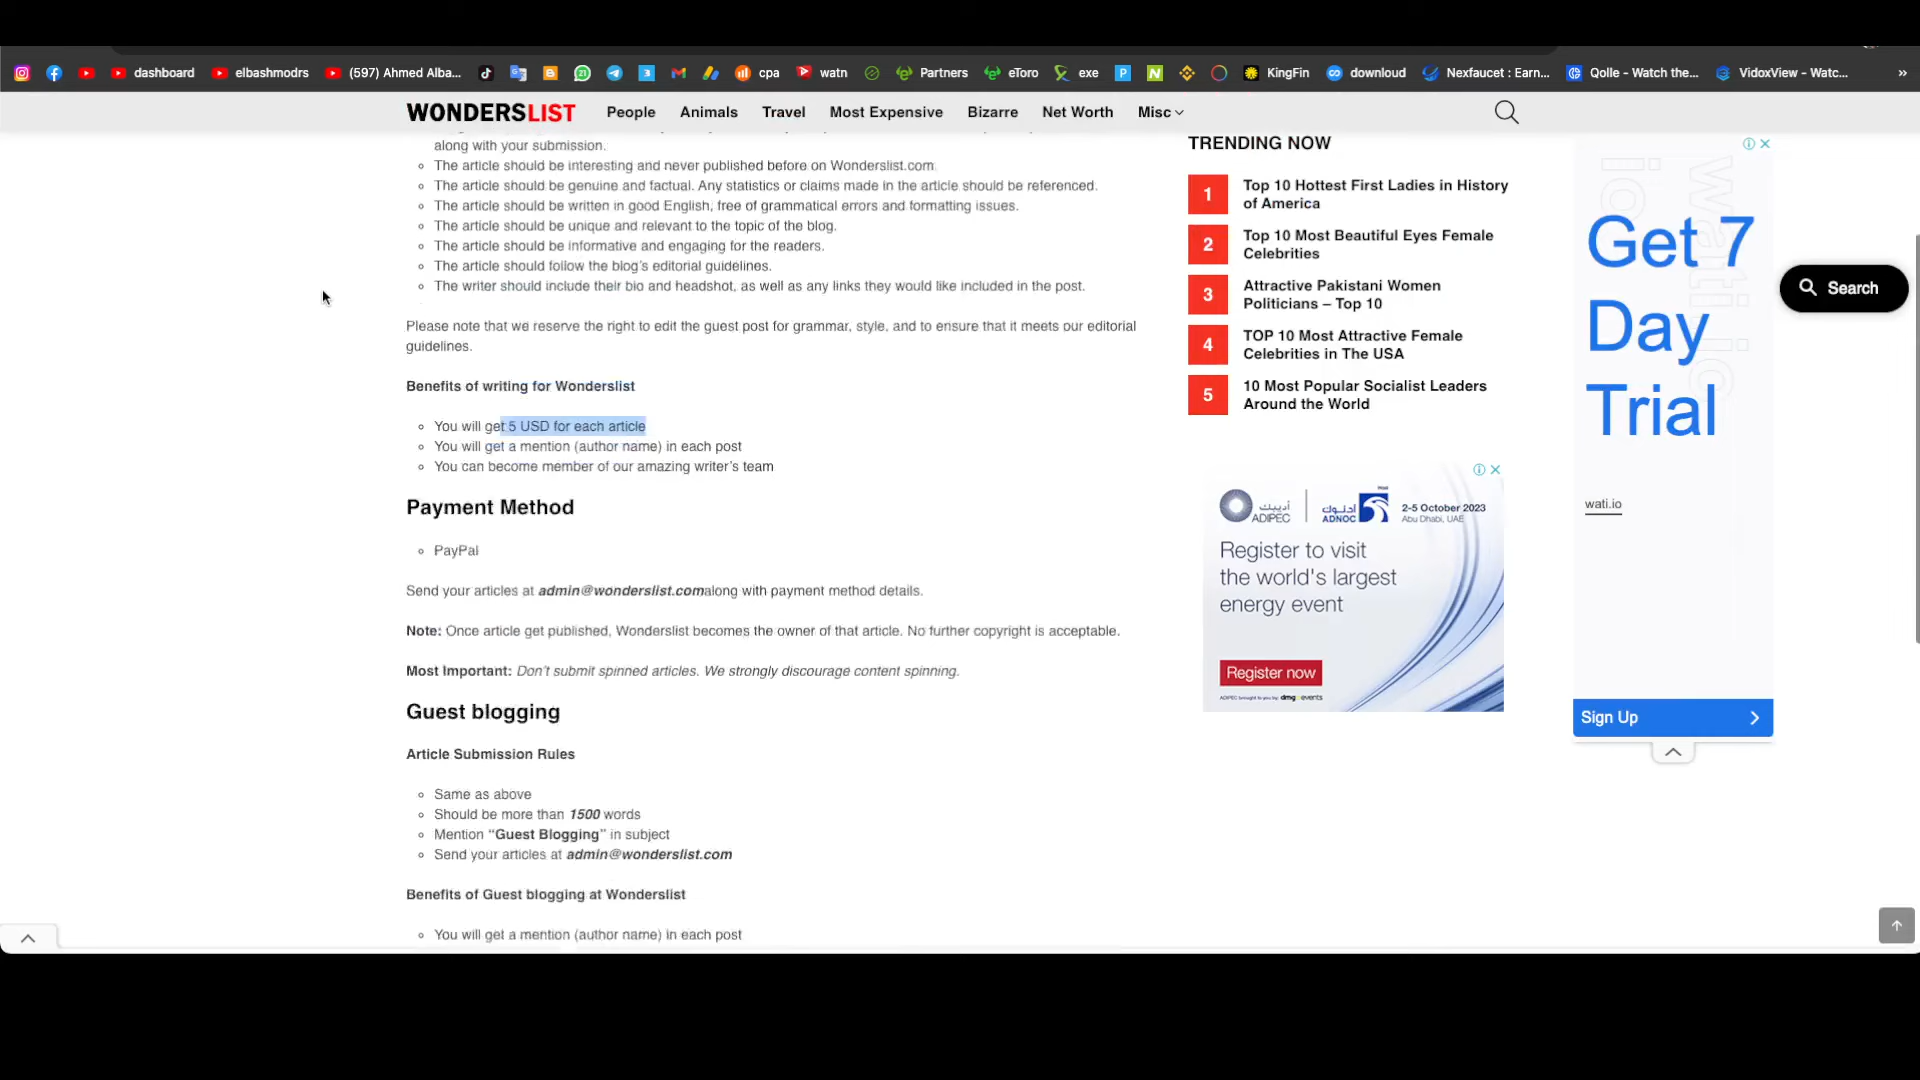 dashboard elbashmodrs (597) Ahmed Alba... cpa watn Partners eToro exe KingFin downloud Nexfaucet : Earn,... Qolle - Watch the... VidoxView - Watc... »
WONDERSLIST People Animals Travel Most Expensive Bizarre Net Worth Misc
along with your submission.
The article should be interesting and never published before on Wonderslist.com.
The article should be genuine and factual. Any statistics or claims made in the article should be referenced.
The article should be written in good English, free of grammatical errors and formatting issues.
The article should be unique and relevant to the topic of the blog.
The article should be informative and engaging for the readers.
The article should follow the blog's editorial guidelines.
The writer should include their bio and headshot, as well as any links they would like included in the post.
Please note that we reserve the right to edit the guest post for grammar, style, and to ensure that it meets our editorial
guidelines.
Benefits of writing for Wonderslist
You will get 5 USD for each article
You will get a mention (author name) in each post
You can become member of our amazing writer's team
Payment Method
PayPal
Send your articles at admin@wonderslist.comalong with payment method details.
Note: Once article get published, Wonderslist becomes the owner of that article. No further copyright is acceptable.
Most Important: Don't submit spinned articles. We strongly discourage content spinning.
Guest blogging
Article Submission Rules
Same as above
Should be more than 1500 words
Mention “Guest Blogging” in subject
Send your articles at admin@wonderslist.com
Benefits of Guest blogging at Wonderslist
You will get a mention (author name) in each post
TRENDING NOW
1 Top 10 Hottest First Ladies in History
of America
2 Top 10 Most Beautiful Eyes Female
Celebrities
3 Attractive Pakistani Women
Politicians – Top 10
4 TOP 10 Most Attractive Female
Celebrities in The USA
5 10 Most Popular Socialist Leaders
Around the World
أديبك
ADIPEC
أدنوك
ADNOC
2-5 October 2023
Abu Dhabi, UAE
Register to visit
the world's largest
energy event
Register now
ADIPEC brought to you by dmg events
wati.io
Get 7
Day
Trial
wati.io
Sign Up
Search